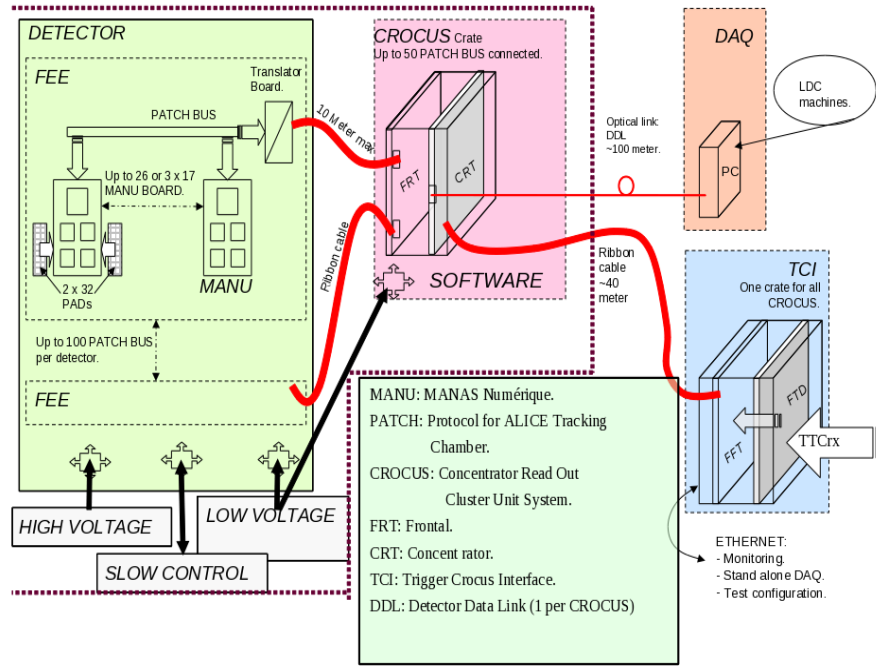 DETECTOR
FEE
Translator
Board.
PATCH BUS
Up to 26 or 3 x 17
MANU BOARD.
MANU
2 x 32
PADs
Up to 100 PATCH BUS
per detector.
FEE
HIGH VOLTAGE
LOW VOLTAGE
SLOW CONTROL
10 Meter max
Ribbon cable
CROCUS Crate
Up to 50 PATCH BUS connected.
FRT
CRT
SOFTWARE
Optical link:
DDL
~100 meter.
Ribbon
cable
~40
meter
DAQ
PC
LDC
machines.
TCI
One crate for all
CROCUS.
FFT
FTD
TTCrx
ETHERNET:
- Monitoring.
- Stand alone DAQ.
- Test configuration.
MANU: MANAS Numérique.
PATCH: Protocol for ALICE Tracking
Chamber.
CROCUS: Concentrator Read Out
Cluster Unit System.
FRT: Frontal.
CRT: Concent rator.
TCI: Trigger Crocus Interface.
DDL: Detector Data Link (1 per CROCUS)